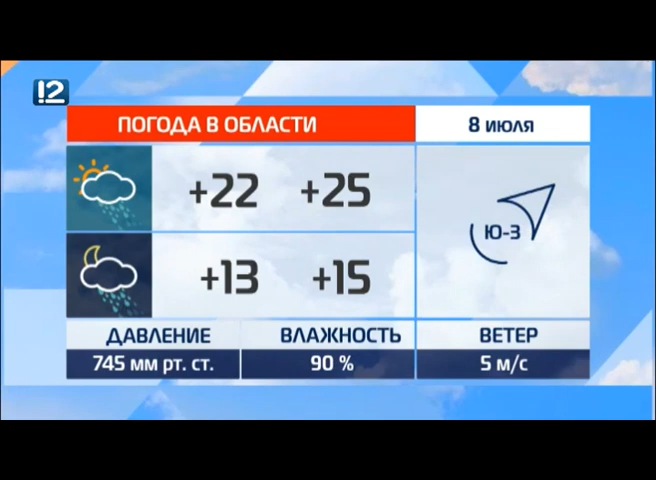 12
ПОГОДА В ОБЛАСТИ
8 июля
+22 +25
Ю-З
+13 +15
ДАВЛЕНИЕ ВЛАЖНОСТЬ ВЕТЕР
745 мм рт. ст. 90 % 5 м/с